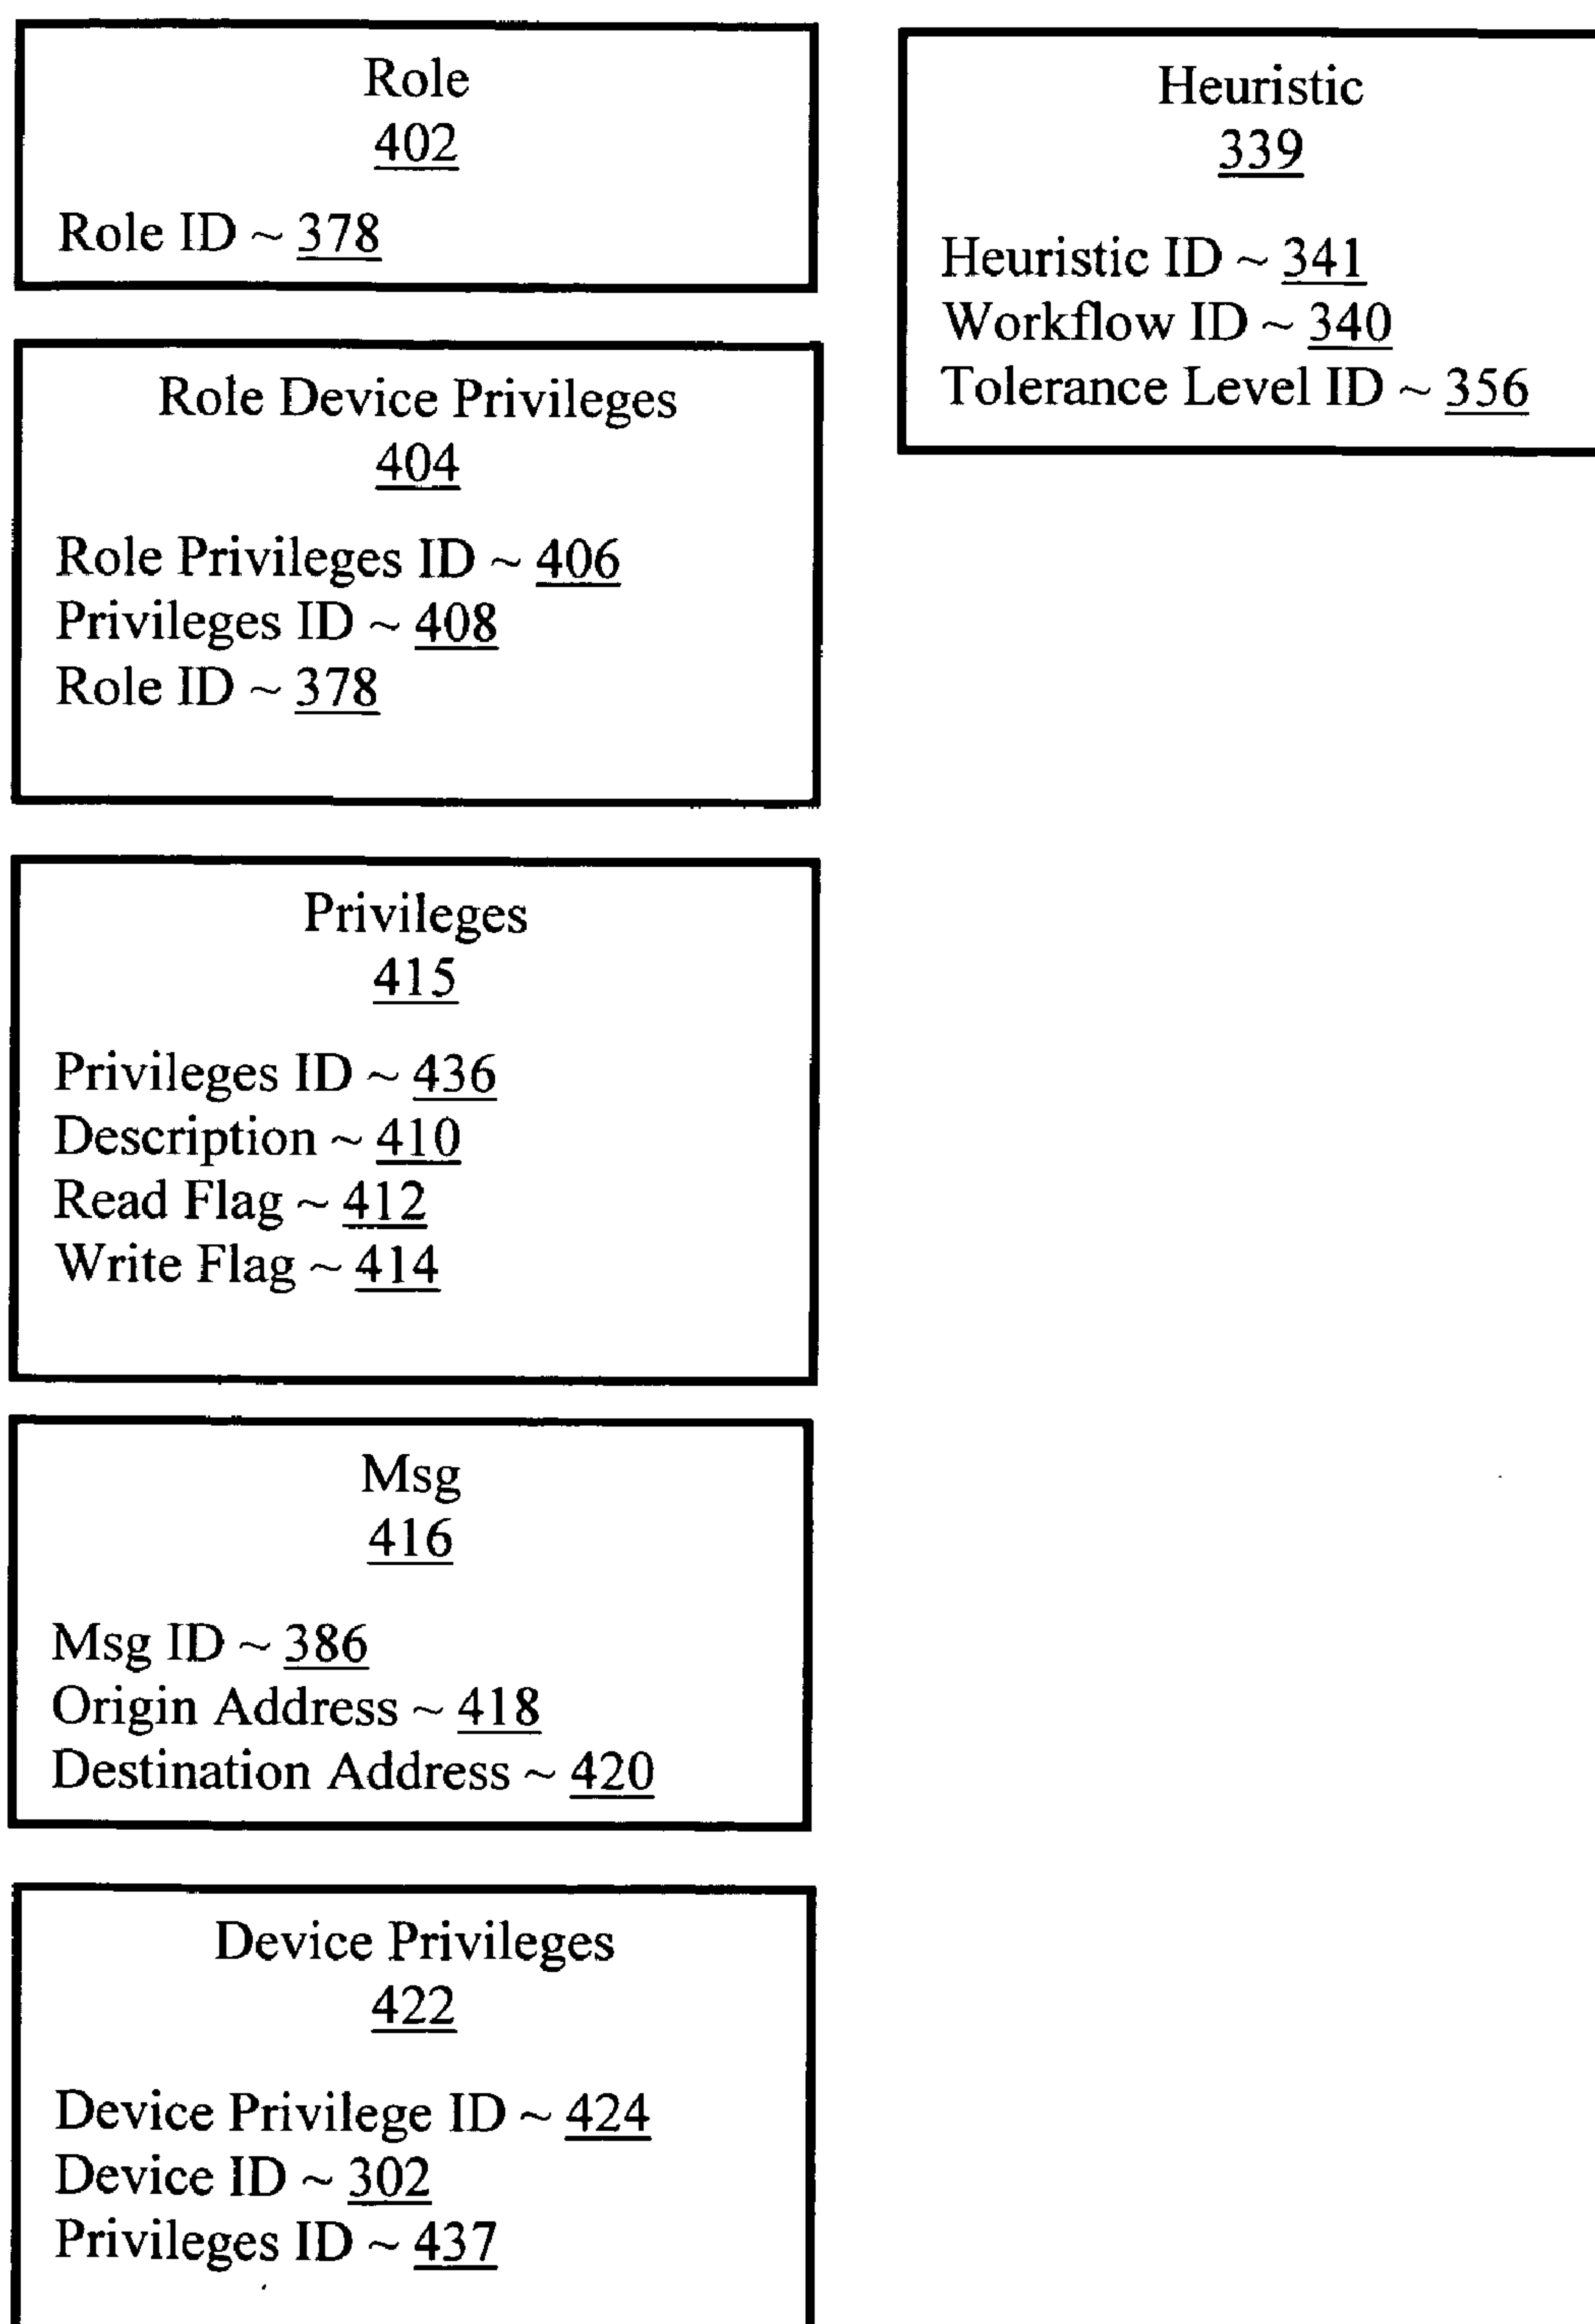 Role
402
Role ID ~ 378
Role Device Privileges
404
Role Privileges ID ~ 406
Privileges ID ~ 408
Role ID ~ 378
Privileges
415
Privileges ID ~ 436
Description ~ 410
Read Flag ~ 412
Write Flag ~ 414
Msg
416
Msg ID ~ 386
Origin Address ~ 418
Destination Address ~ 420
Device Privileges
422
Device Privilege ID ~ 424
Device ID ~ 302
Privileges ID ~ 437
Heuristic
339
Heuristic ID ~ 341
Workflow ID ~ 340
Tolerance Level ID ~ 356